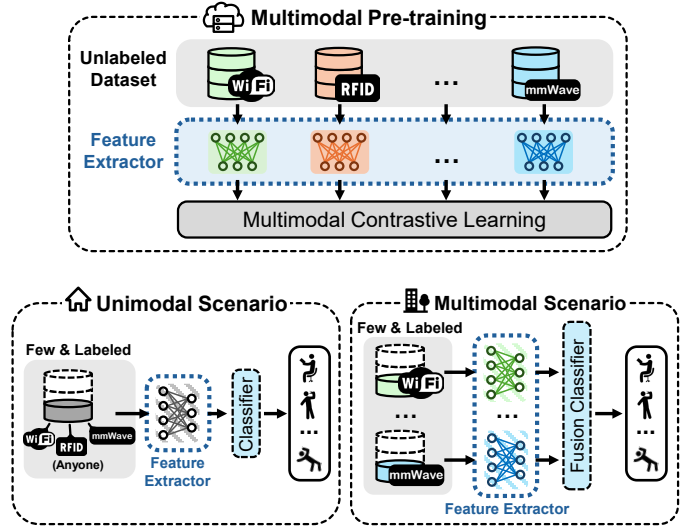 Multimodal Pre-training
Unlabeled
Dataset
WiFi
RFID
...
mmWave
Feature
Extractor
...
Multimodal Contrastive Learning
Unimodal Scenario
Few & Labeled
WiFi
RFID
mmWave
(Anyone)
Feature
Extractor
Classifier
...
Multimodal Scenario
Few & Labeled
WiFi
...
mmWave
...
Feature Extractor
Fusion Classifier
...